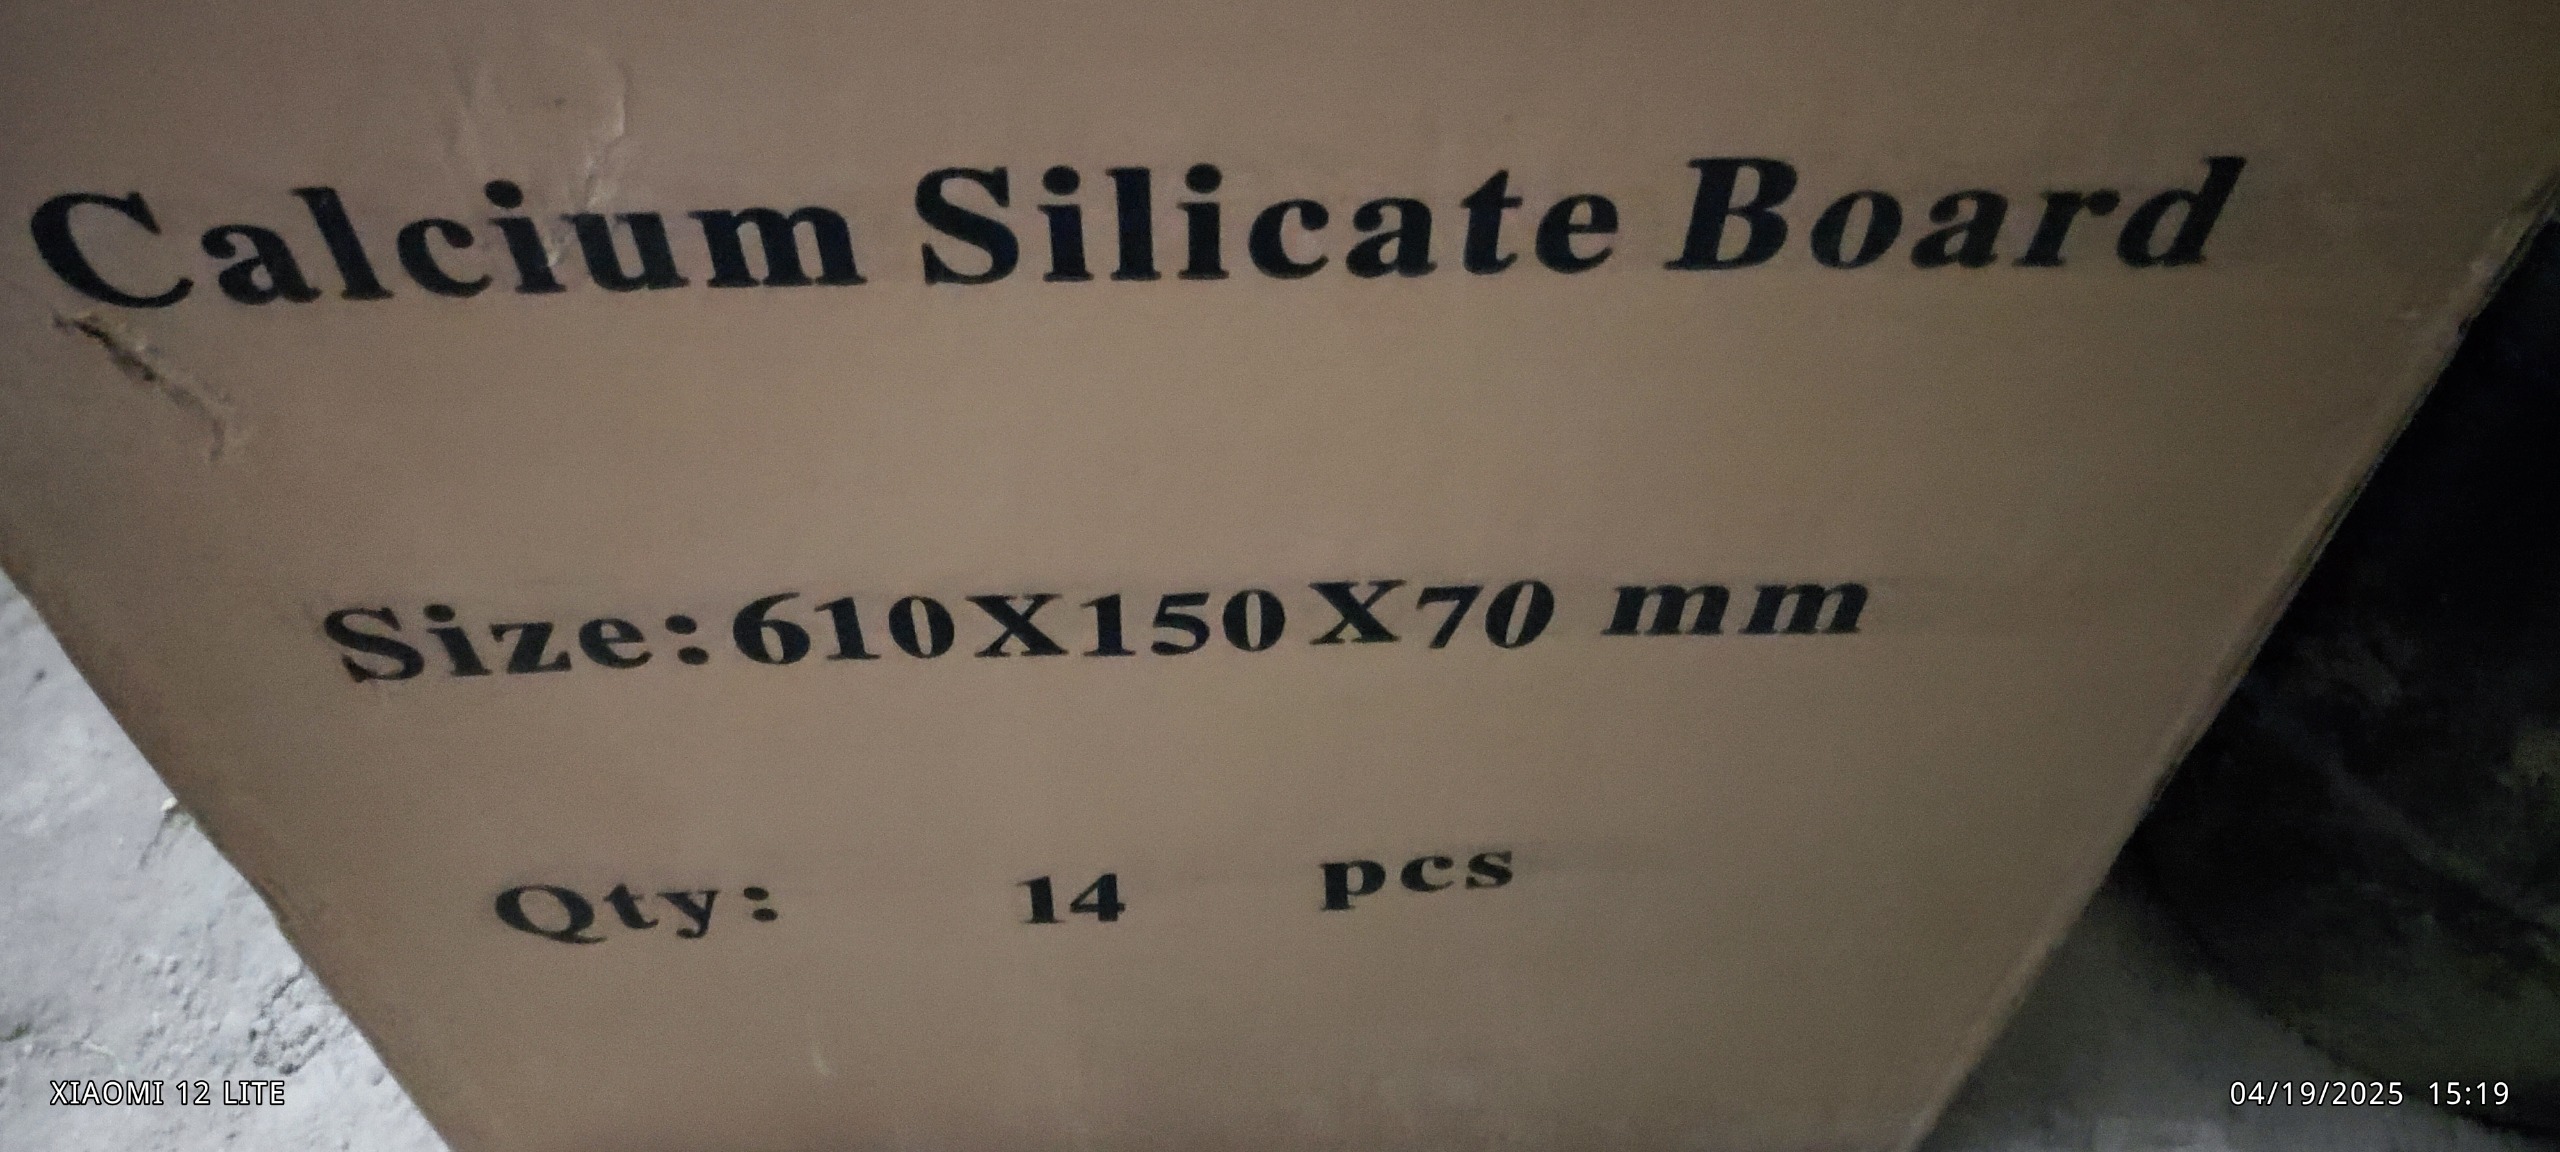 Calcium Silicate Board
Size:610X150X70 mm
Qty: 14 pcs
XIAOMI 12 LITE
04/19/2025 15:19